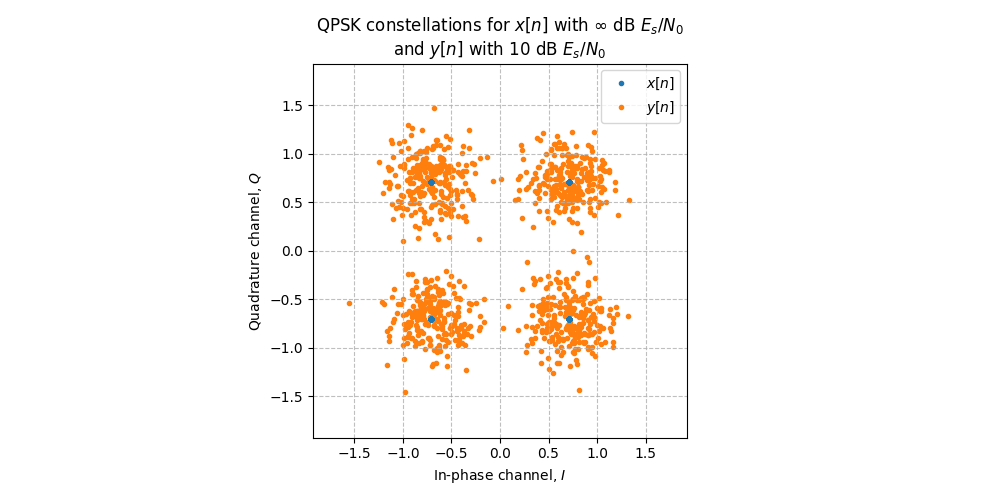 QPSK constellations for x[n] with ∞ dB Eₛ/N₀
and y[n] with 10 dB Eₛ/N₀
x[n]
y[n]
1.5
1.0
0.5
0.0
−0.5
−1.0
−1.5
Quadrature channel, Q
−1.5 −1.0 −0.5 0.0 0.5 1.0 1.5
In-phase channel, I